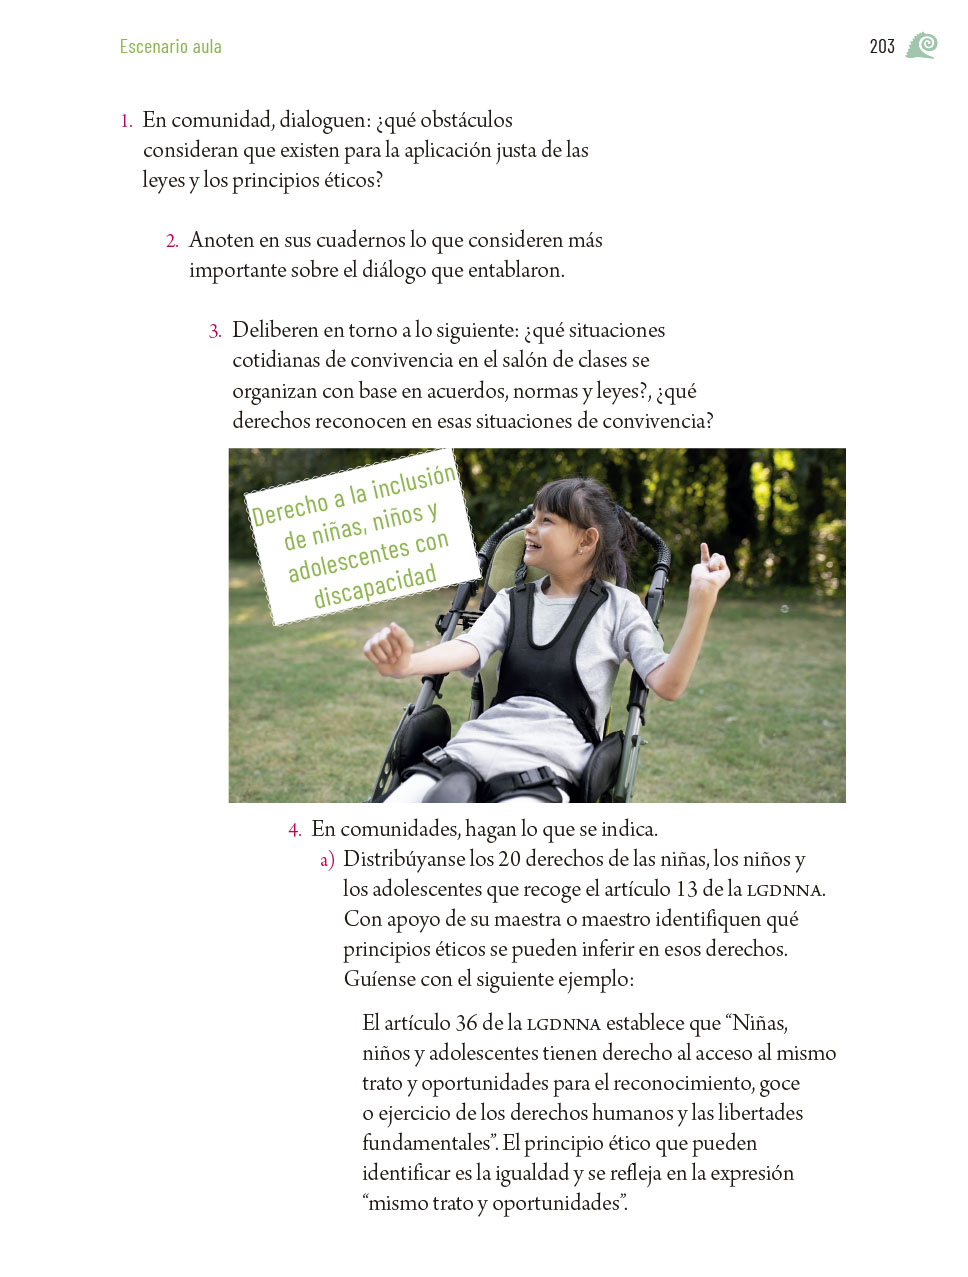 Escenario aula
203
1. En comunidad, dialoguen: ¿qué obstáculos
consideran que existen para la aplicación justa de las
leyes y los principios éticos?
2. Anoten en sus cuadernos lo que consideren más
importante sobre el diálogo que entablaron.
3. Deliberen en torno a lo siguiente: ¿qué situaciones
cotidianas de convivencia en el salón de clases se
organizan con base en acuerdos, normas y leyes?, ¿qué
derechos reconocen en esas situaciones de convivencia?
Derecho a la inclusión
de niñas, niños y
adolescentes con
discapacidad
4. En comunidades, hagan lo que se indica.
a) Distribúyanse los 20 derechos de las niñas, los niños y
los adolescentes que recoge el artículo 13 de la LGDNNA.
Con apoyo de su maestra o maestro identifiquen qué
principios éticos se pueden inferir en esos derechos.
Guíense con el siguiente ejemplo:
El artículo 36 de la LGDNNA establece que “Niñas,
niños y adolescentes tienen derecho al acceso al mismo
trato y oportunidades para el reconocimiento, goce
o ejercicio de los derechos humanos y las libertades
fundamentales”. El principio ético que pueden
identificar es la igualdad y se refleja en la expresión
“mismo trato y oportunidades”.